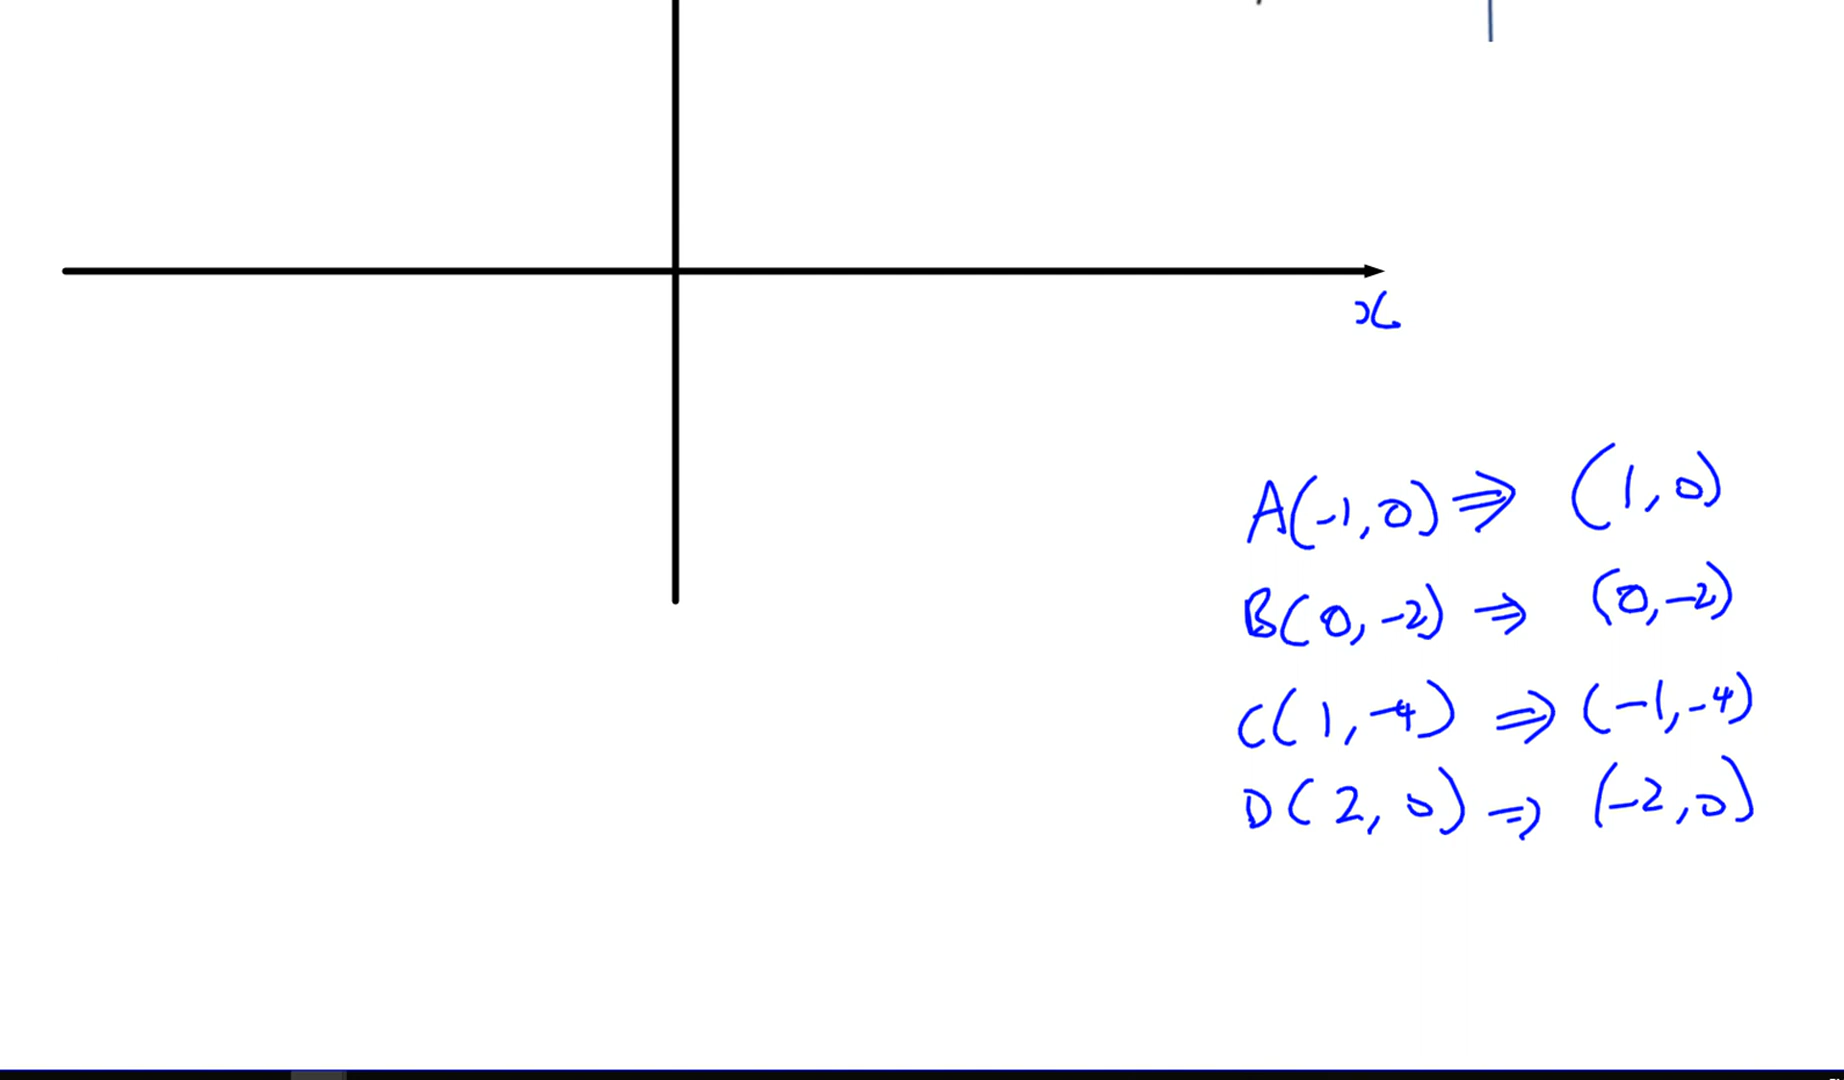 x
A(-1,0) ⇒ (1,0)
B(0,-2) ⇒ (0,-2)
C(1,-4) ⇒ (-1,-4)
D(2,0) ⇒ (-2,0)